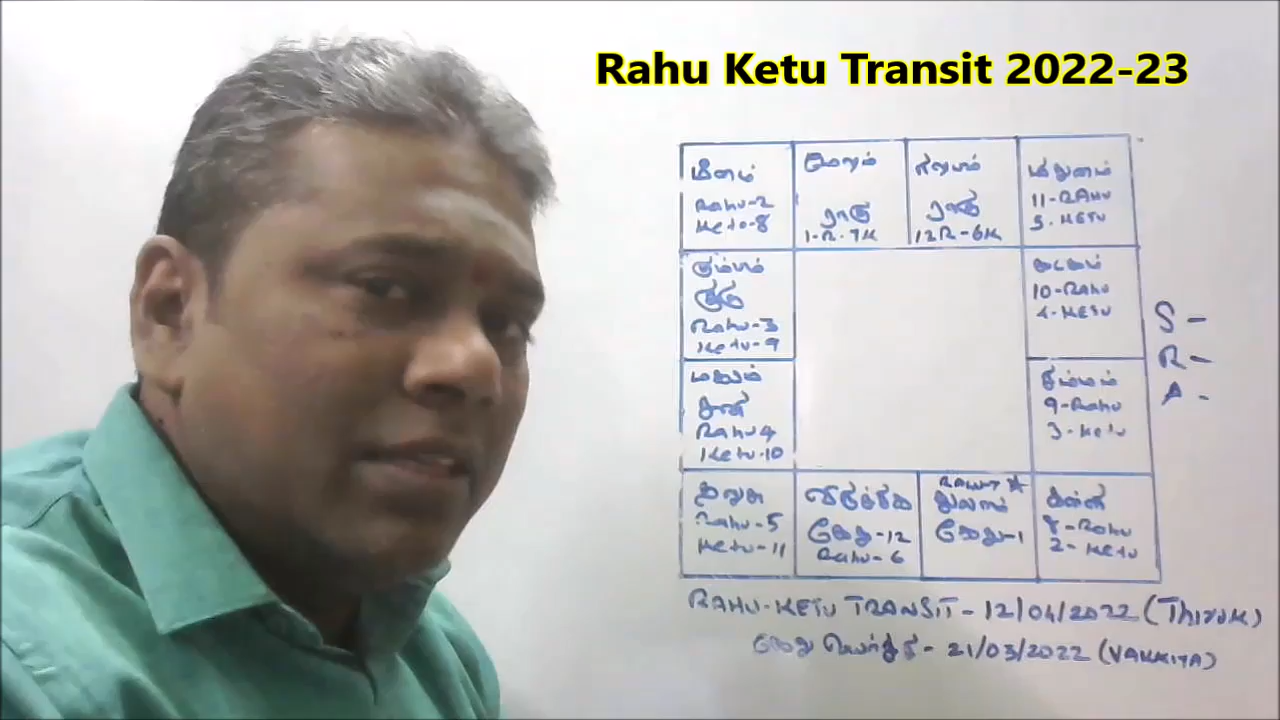 Rahu Ketu Transit 2022-23
மீனம்
Rahu-2
Ketu-8
மேஷம்
ராகு
1-R-7K
ரிஷபம்
ராகு
12R-6K
மிதுனம்
11-RAHU
5-KETU
கும்பம்
குரு
Rahu-3
Ketu-9
கடகம்
10-Rahu
4-KETU
மகரம்
சனி
Rahu 4
Ketu-10
சிம்மம்
9-Rahu
3-Ketu
S-
R-
A-
தனுசு
Rahu-5
Ketu-11
விருச்சிக
கேது-12
Rahu-6
துலாம்
கேது-1
கன்னி
8-Rahu
2-Ketu
RAHU-KETU TRANSIT-12/04/2022 (THIRUK)
கேது பெயர்ச்சி-21/03/2022 (VAKKIYA)